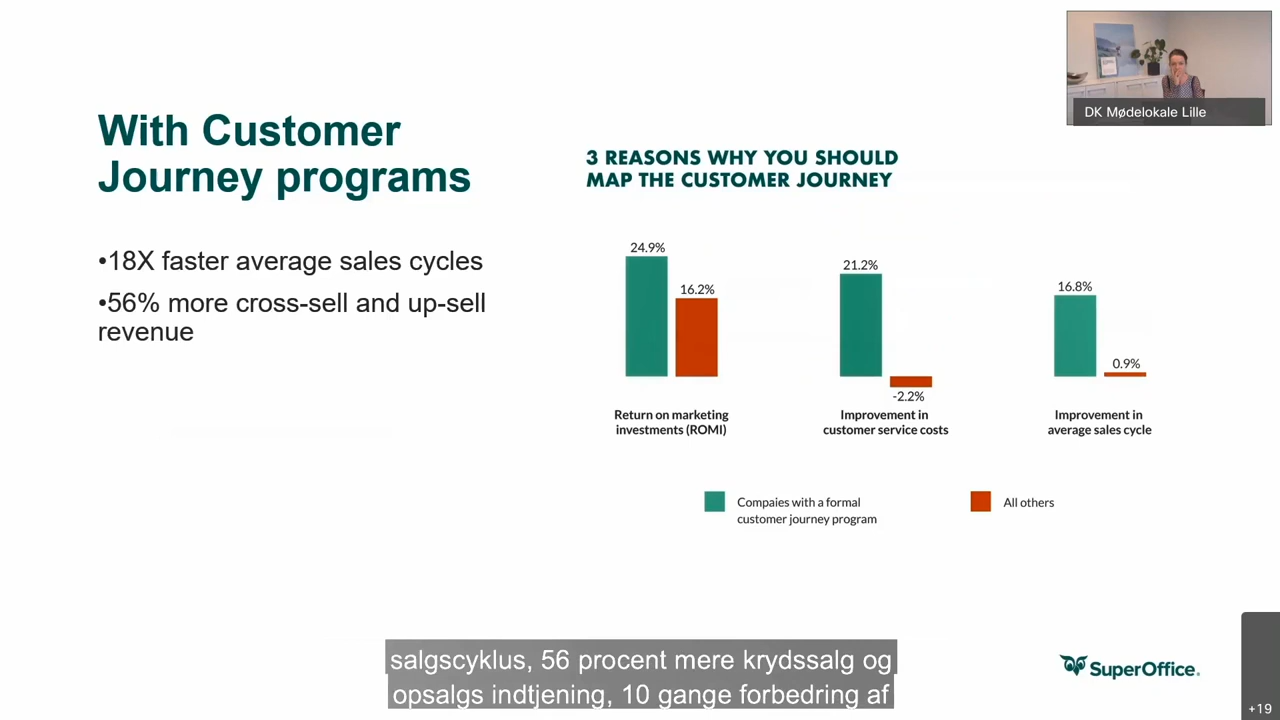 With Customer
Journey programs
•18X faster average sales cycles
•56% more cross-sell and up-sell
revenue
DK Mødelokale Lille
3 REASONS WHY YOU SHOULD
MAP THE CUSTOMER JOURNEY
24.9%
16.2%
21.2%
-2.2%
16.8%
0.9%
Return on marketing
investments (ROMI)
Improvement in
customer service costs
Improvement in
average sales cycle
Compaies with a formal
customer journey program
All others
salgscyklus, 56 procent mere krydssalg og
opsalgs indtjening, 10 gange forbedring af
SuperOffice.
+19